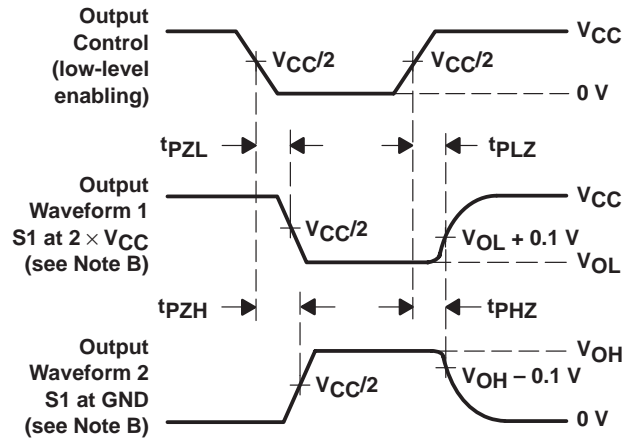 Output
Control
(low-level
enabling)
VCC
VCC/2
VCC/2
0 V
tPZL
tPLZ
Output
Waveform 1
S1 at 2 × VCC
(see Note B)
VCC
VCC/2
VOL + 0.1 V
VOL
tPZH
tPHZ
Output
Waveform 2
S1 at GND
(see Note B)
VOH
VCC/2
VOH – 0.1 V
0 V